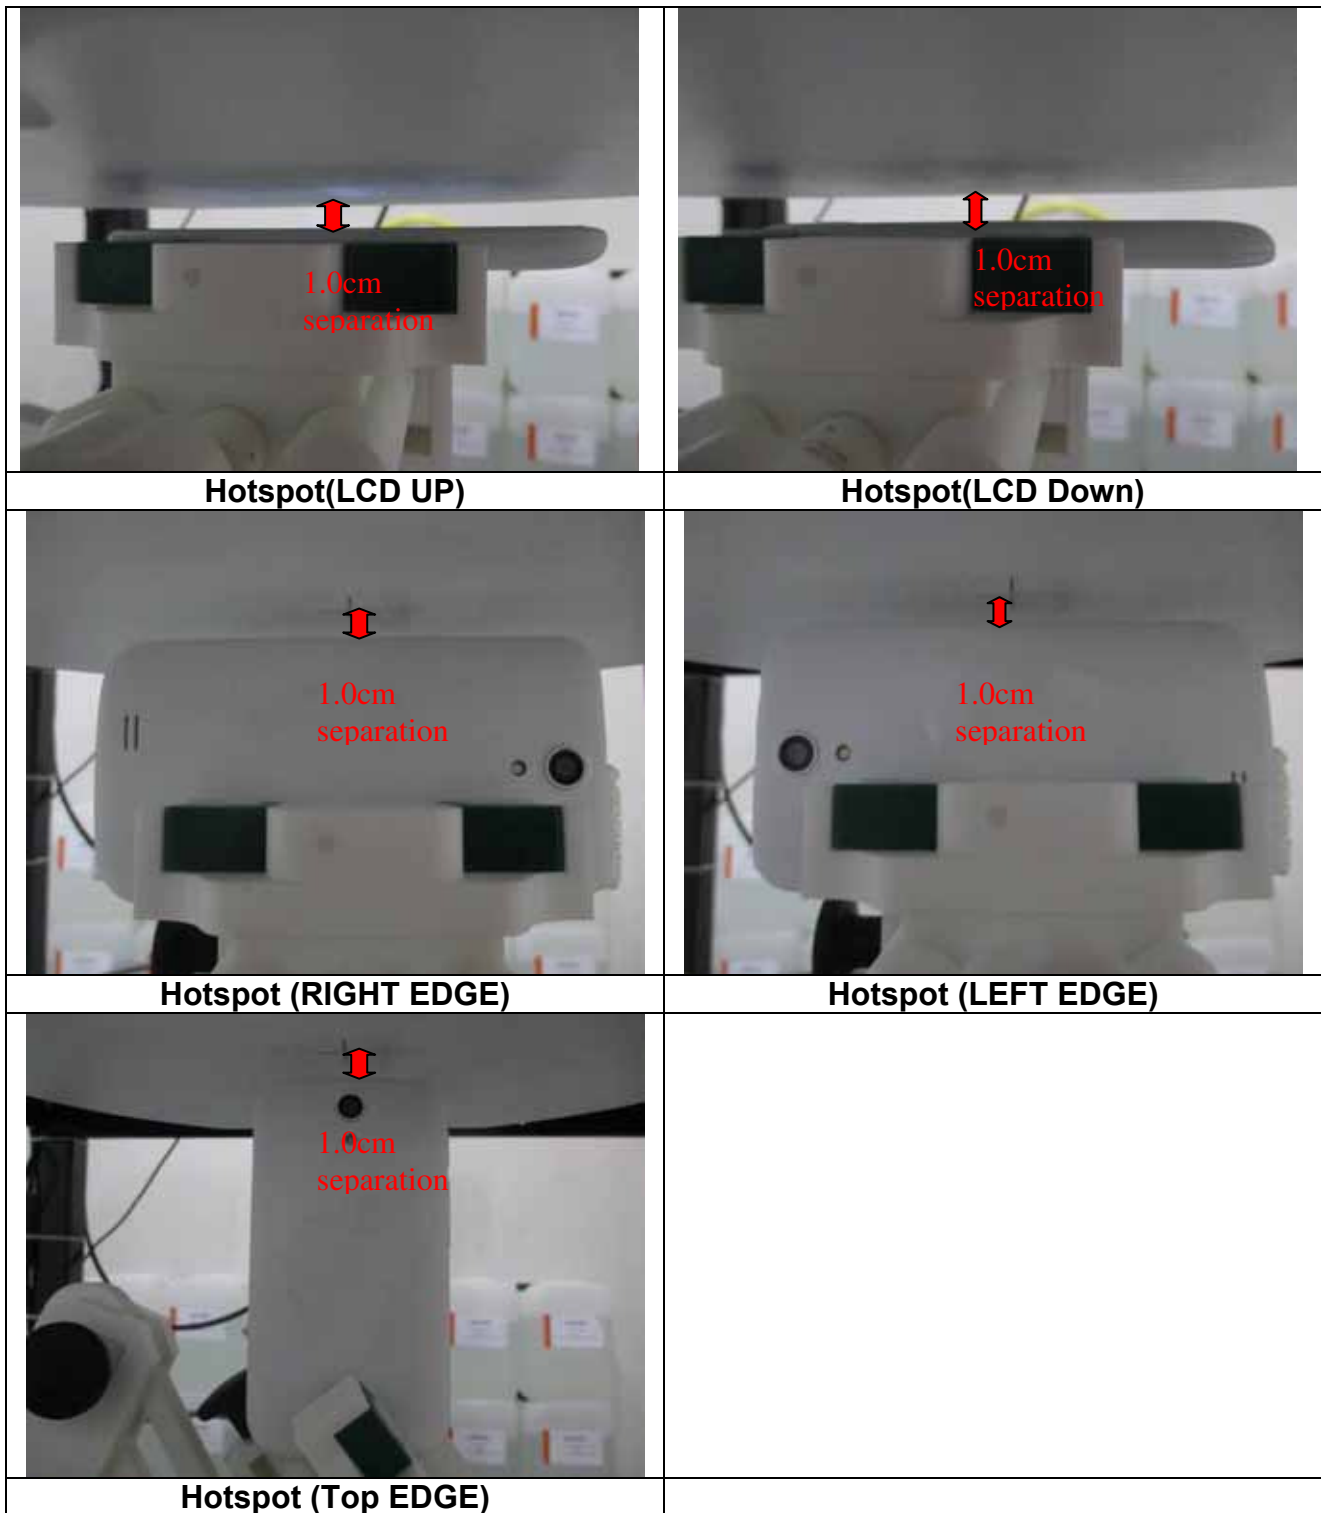 1.0cm
separation
1.0cm
separation
Hotspot(LCD UP)
Hotspot(LCD Down)
1.0cm
separation
1.0cm
separation
Hotspot (RIGHT EDGE)
Hotspot (LEFT EDGE)
1.0cm
separation
Hotspot (Top EDGE)